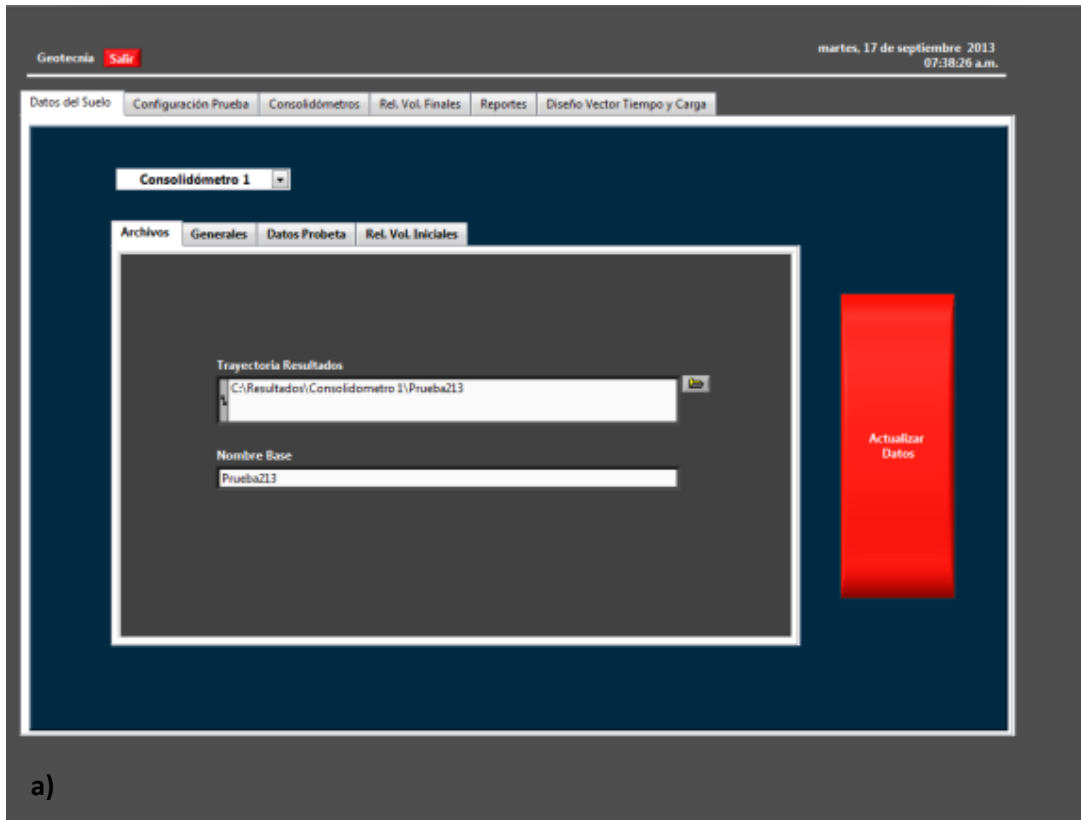 Geotecnia Salir
martes, 17 de septiembre 2013
07:38:26 a.m.
Datos del Suelo Configuración Prueba Consolidómetros Rel. Vol. Finales Reportes Diseño Vector Tiempo y Carga
Consolidómetro 1
Archivos Generales Datos Probeta Rel. Vol. Iniciales
Trayectoria Resultados
C:\Resultados\Consolidometro 1\Prueba213
Nombre Base
Prueba213
Actualizar
Datos
a)